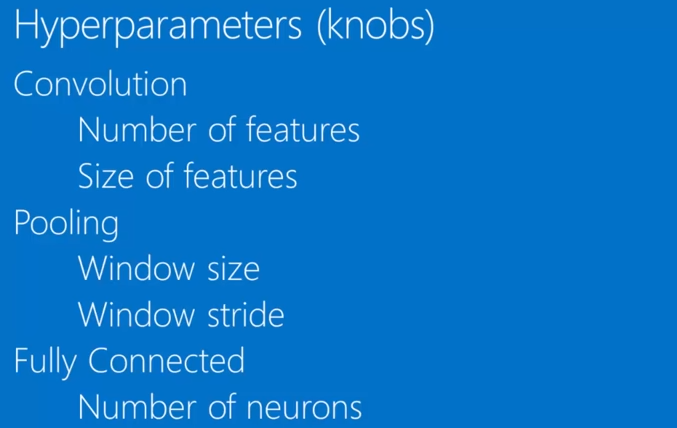 Hyperparameters (knobs)
Convolution
Number of features
Size of features
Pooling
Window size
Window stride
Fully Connected
Number of neurons